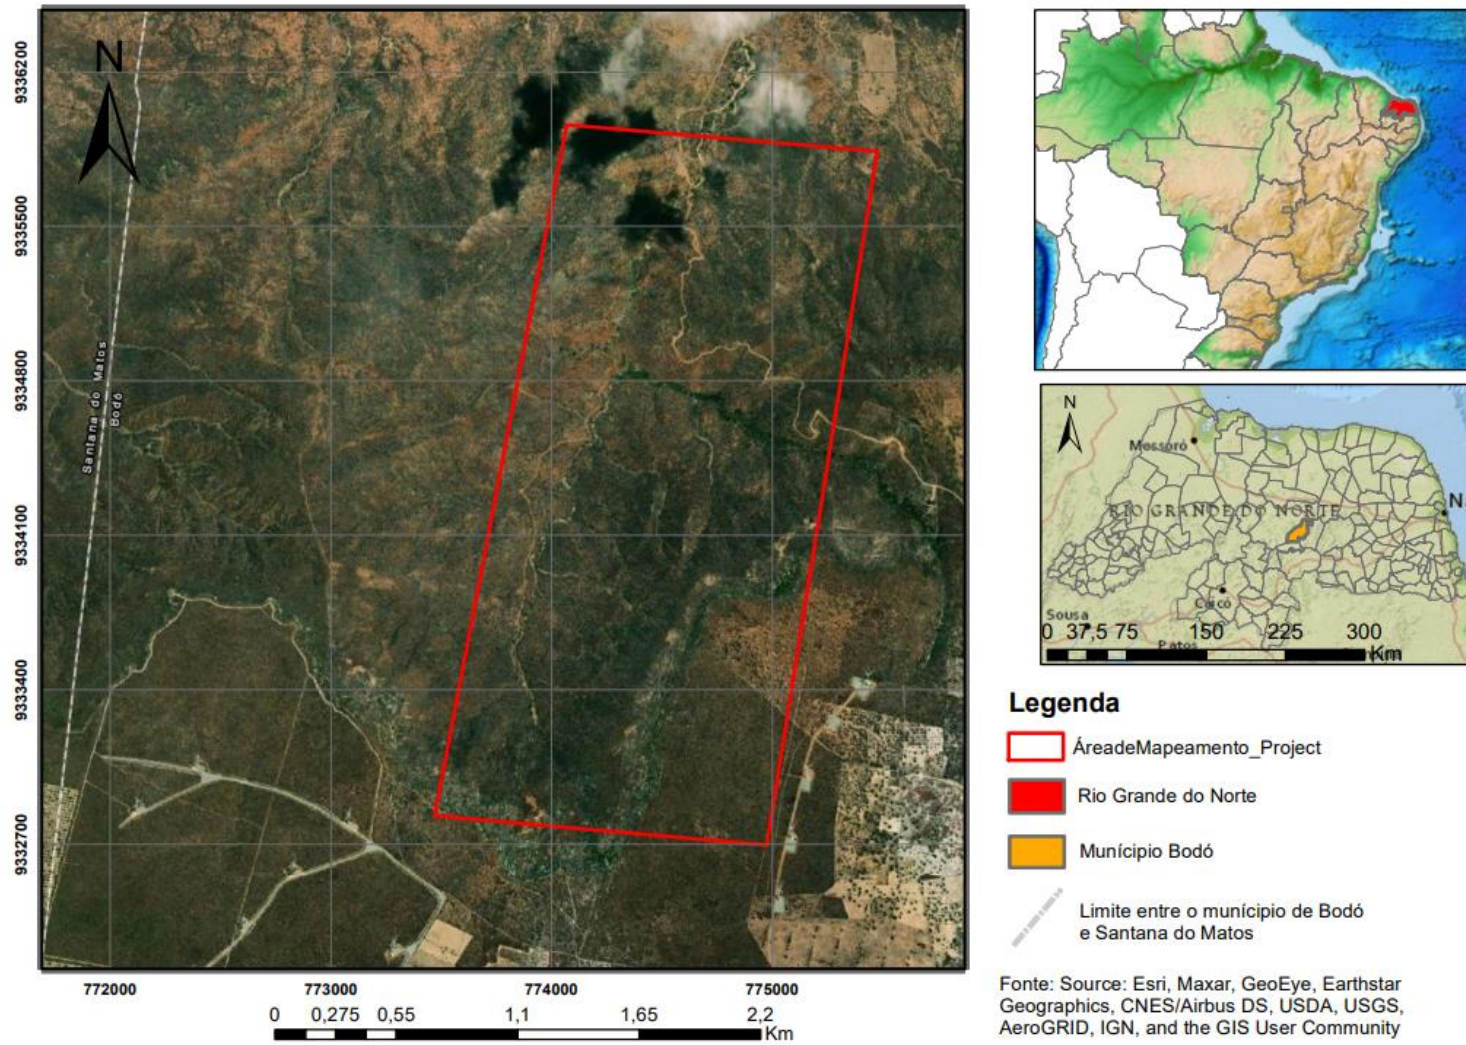 N
9336200
9335500
9334800
9334100
9333400
9332700
Santana do Matos
Bodó
772000
773000
774000
775000
0 0,275 0,55 1,1 1,65 2,2
Km
N
Mossoró
RIO GRANDE DO NORTE
N
Caicó
Sousa
Patos
0 37,5 75 150 225 300
Km
Legenda
ÁreadeMapeamento_Project
Rio Grande do Norte
Munícipio Bodó
Limite entre o munícipio de Bodó
e Santana do Matos
Fonte: Source: Esri, Maxar, GeoEye, Earthstar
Geographics, CNES/Airbus DS, USDA, USGS,
AeroGRID, IGN, and the GIS User Community